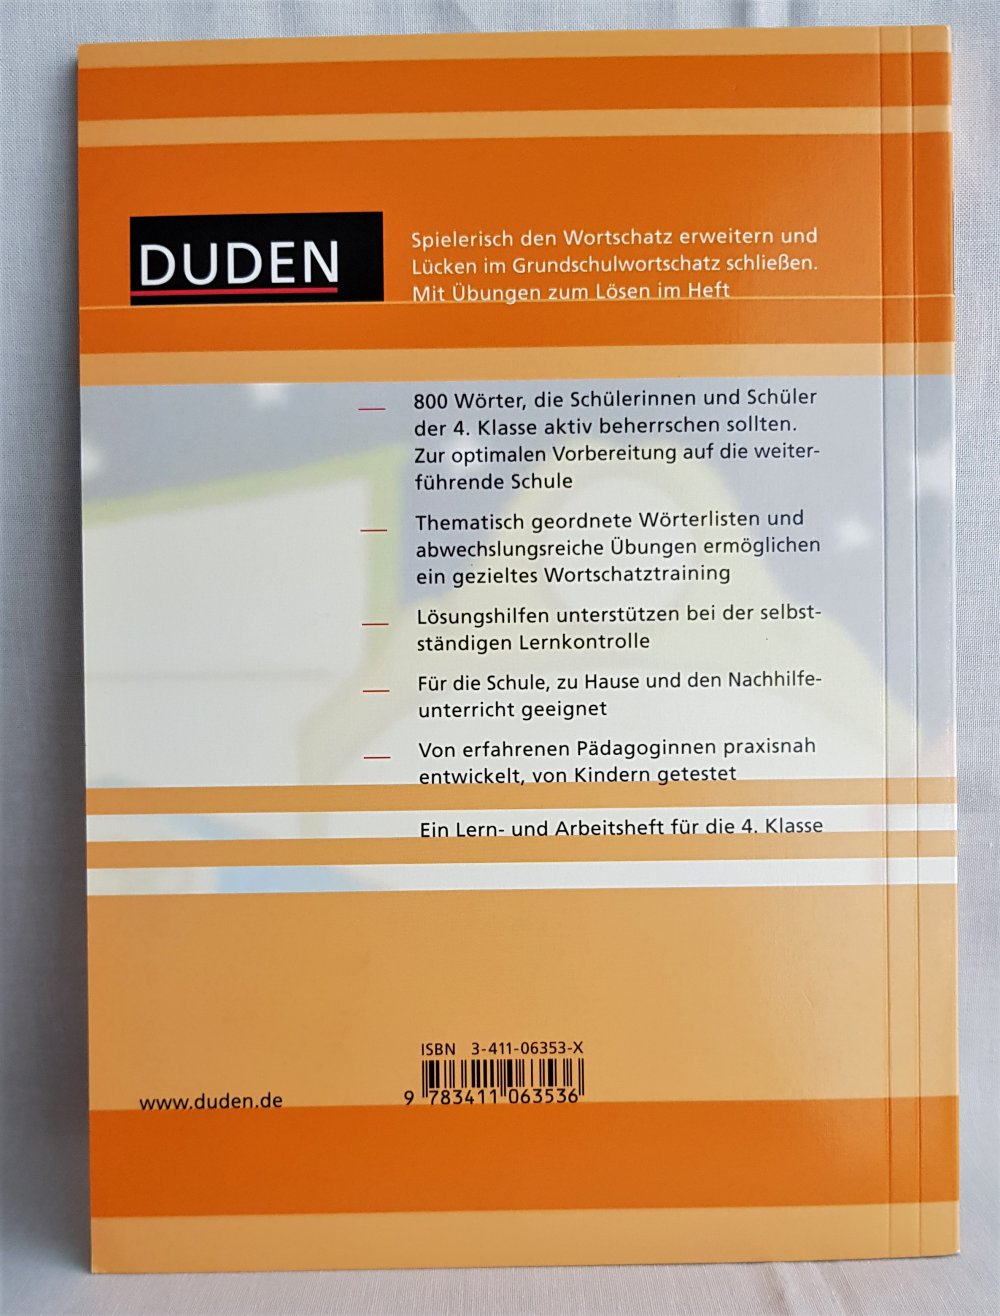 DUDEN
Spielerisch den Wortschatz erweitern und
Lücken im Grundschulwortschatz schließen.
Mit Übungen zum Lösen im Heft
800 Wörter, die Schülerinnen und Schüler
der 4. Klasse aktiv beherrschen sollten.
Zur optimalen Vorbereitung auf die weiter-
führende Schule
Thematisch geordnete Wörterlisten und
abwechslungsreiche Übungen ermöglichen
ein gezieltes Wortschatztraining
Lösungshilfen unterstützen bei der selbst-
ständigen Lernkontrolle
Für die Schule, zu Hause und den Nachhilfe-
unterricht geeignet
Von erfahrenen Pädagoginnen praxisnah
entwickelt, von Kindern getestet
Ein Lern- und Arbeitsheft für die 4. Klasse
ISBN 3-411-06353-X
9 783411 063536
www.duden.de